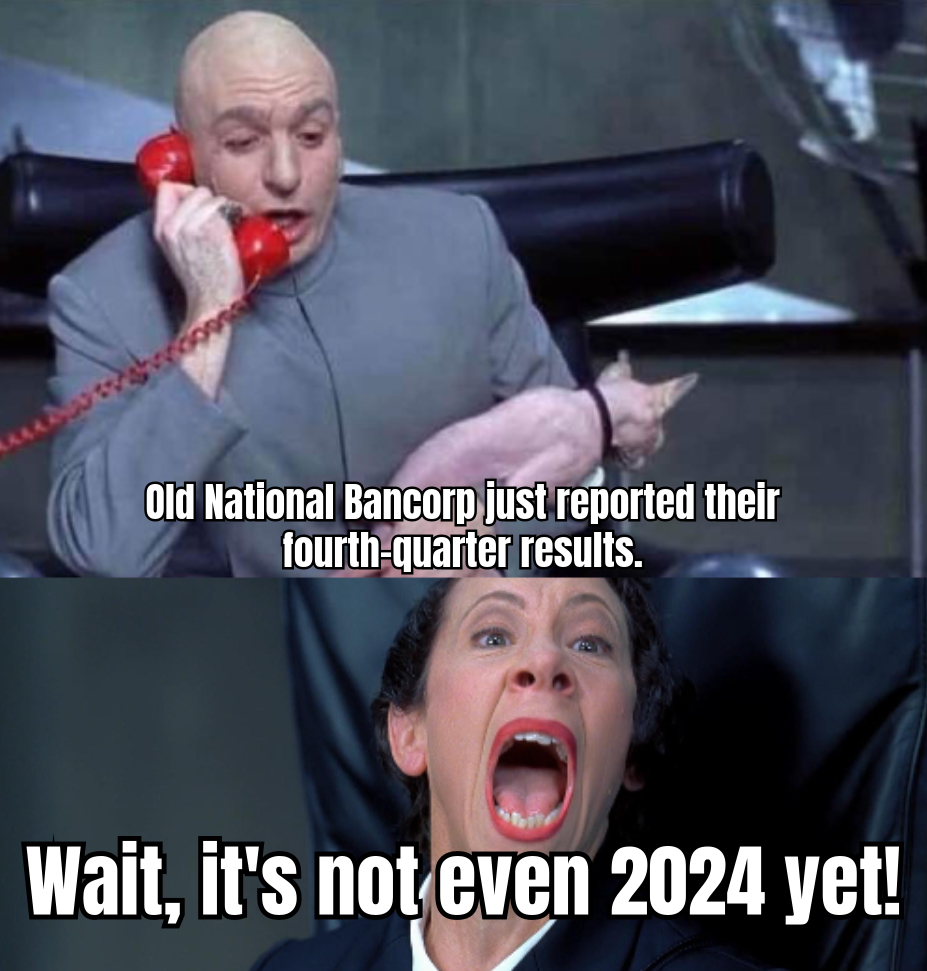 Old National Bancorp just reported their
fourth-quarter results.
Wait, it's not even 2024 yet!